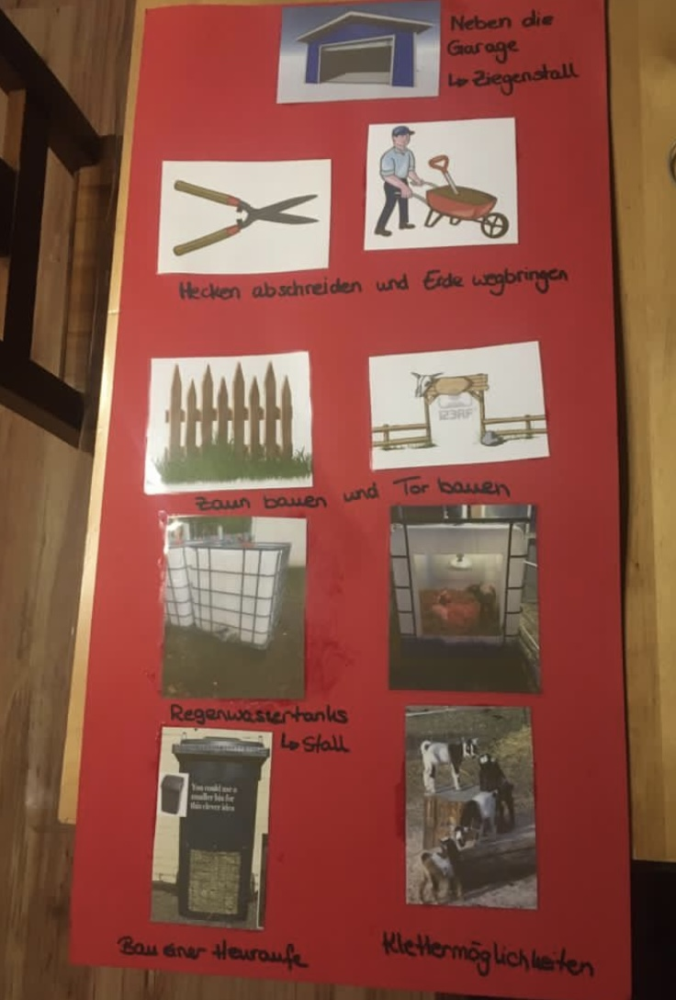 Neben die
Garage
↳ Ziegenstall
Hecken abschreiden und Erde wegbringen
123RF
Zaun bauen und Tor bauen
Regenwassertanks
↳ Stall
You could use a
smaller bin for
this clever idea
Bau einer Heuraufe
Klettermöglichkeiten